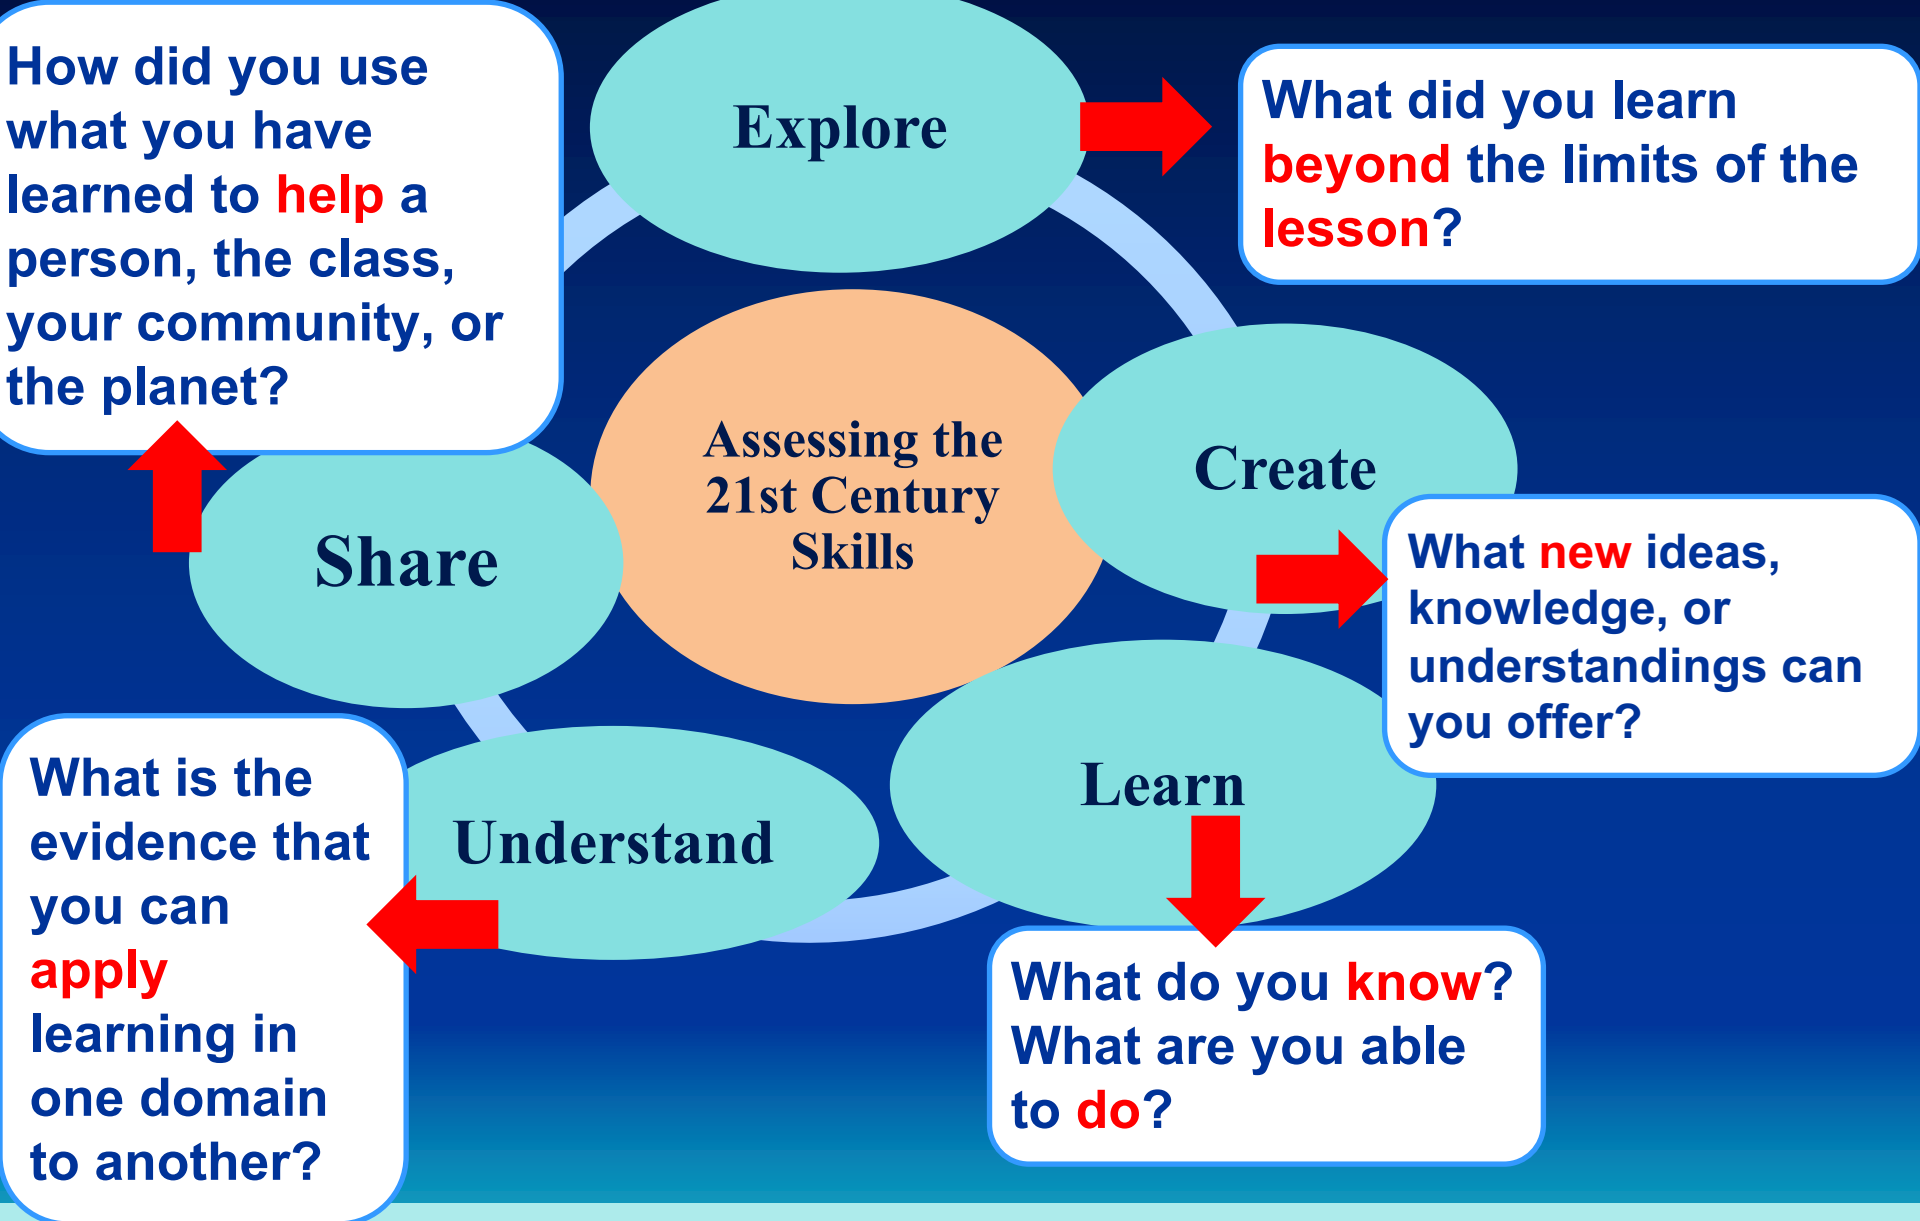 How did you use
what you have
learned to help a
person, the class,
your community, or
the planet?
Explore
What did you learn
beyond the limits of the
lesson?
Assessing the
21st Century
Skills
Create
What new ideas,
knowledge, or
understandings can
you offer?
Share
Learn
What do you know?
What are you able
to do?
Understand
What is the
evidence that
you can
apply
learning in
one domain
to another?